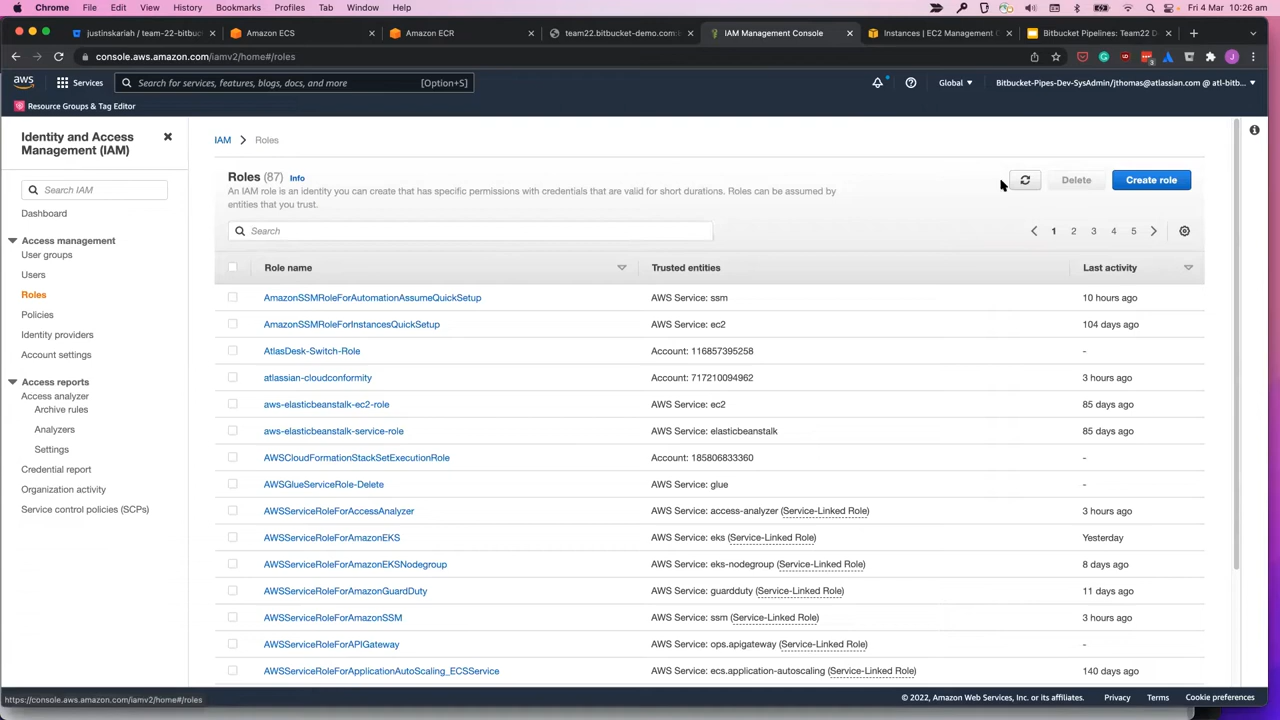 Chrome File Edit View History Bookmarks Profiles Tab Window Help Fri 4 Mar 10:26 am
justinskariah / team-22-bitbuck
Amazon ECS
Amazon ECR
team22.bitbucket-demo.com:
IAM Management Console
Instances | EC2 Management C
Bitbucket Pipelines: Team22 D
console.aws.amazon.com/iamv2/home#/roles
aws
Services
Search for services, features, blogs, docs, and more
[Option+S]
Global
Bitbucket-Pipes-Dev-SysAdmin/jthomas@atlassian.com @ atl-bitb...
Resource Groups & Tag Editor
Identity and Access
Management (IAM)
Search IAM
Dashboard
Access management
User groups
Users
Roles
Policies
Identity providers
Account settings
Access reports
Access analyzer
Archive rules
Analyzers
Settings
Credential report
Organization activity
Service control policies (SCPs)
IAM > Roles
Roles (87) Info
An IAM role is an identity you can create that has specific permissions with credentials that are valid for short durations. Roles can be assumed by
entities that you trust.
Delete
Create role
Search
1 2 3 4 5
Role name Trusted entities Last activity
AmazonSSMRoleForAutomationAssumeQuickSetup AWS Service: ssm 10 hours ago
AmazonSSMRoleForInstancesQuickSetup AWS Service: ec2 104 days ago
AtlasDesk-Switch-Role Account: 116857395258 -
atlassian-cloudconformity Account: 717210094962 3 hours ago
aws-elasticbeanstalk-ec2-role AWS Service: ec2 85 days ago
aws-elasticbeanstalk-service-role AWS Service: elasticbeanstalk 85 days ago
AWSCloudFormationStackSetExecutionRole Account: 185806833360 -
AWSGlueServiceRole-Delete AWS Service: glue -
AWSServiceRoleForAccessAnalyzer AWS Service: access-analyzer (Service-Linked Role) 3 hours ago
AWSServiceRoleForAmazonEKS AWS Service: eks (Service-Linked Role) Yesterday
AWSServiceRoleForAmazonEKSNodegroup AWS Service: eks-nodegroup (Service-Linked Role) 8 days ago
AWSServiceRoleForAmazonGuardDuty AWS Service: guardduty (Service-Linked Role) 11 days ago
AWSServiceRoleForAmazonSSM AWS Service: ssm (Service-Linked Role) 3 hours ago
AWSServiceRoleForAPIGateway AWS Service: ops.apigateway (Service-Linked Role) -
AWSServiceRoleForApplicationAutoScaling_ECSService AWS Service: ecs.application-autoscaling (Service-Linked Role) 140 days ago
https://console.aws.amazon.com/iamv2/home#/roles
© 2022, Amazon Web Services, Inc. or its affiliates. Privacy Terms Cookie preferences